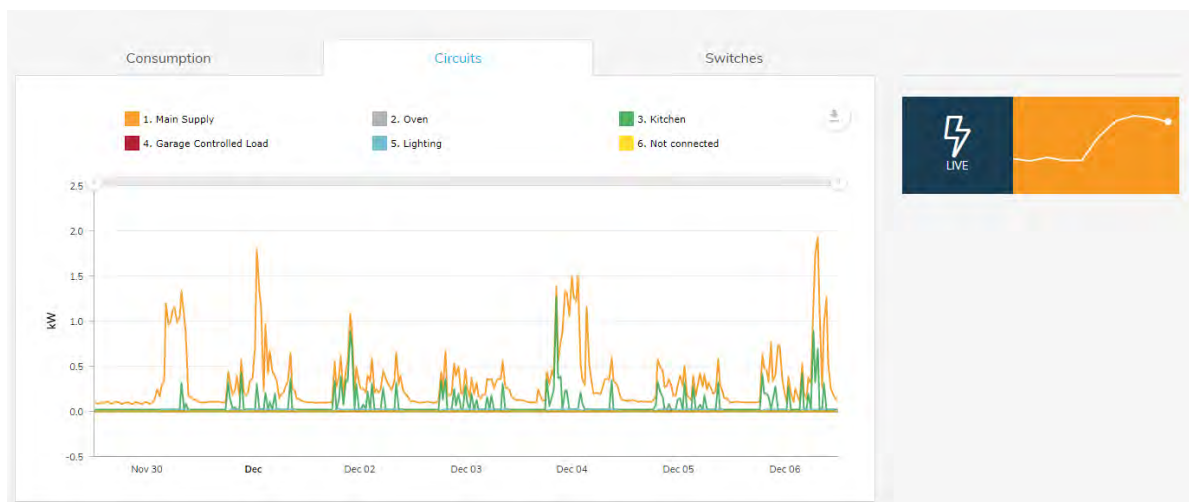 Consumption Circuits Switches
1. Main Supply 2. Oven 3. Kitchen
4. Garage Controlled Load 5. Lighting 6. Not connected
LIVE
2.5
2.0
1.5
1.0
0.5
0.0
-0.5
kW
Nov 30 Dec Dec 02 Dec 03 Dec 04 Dec 05 Dec 06